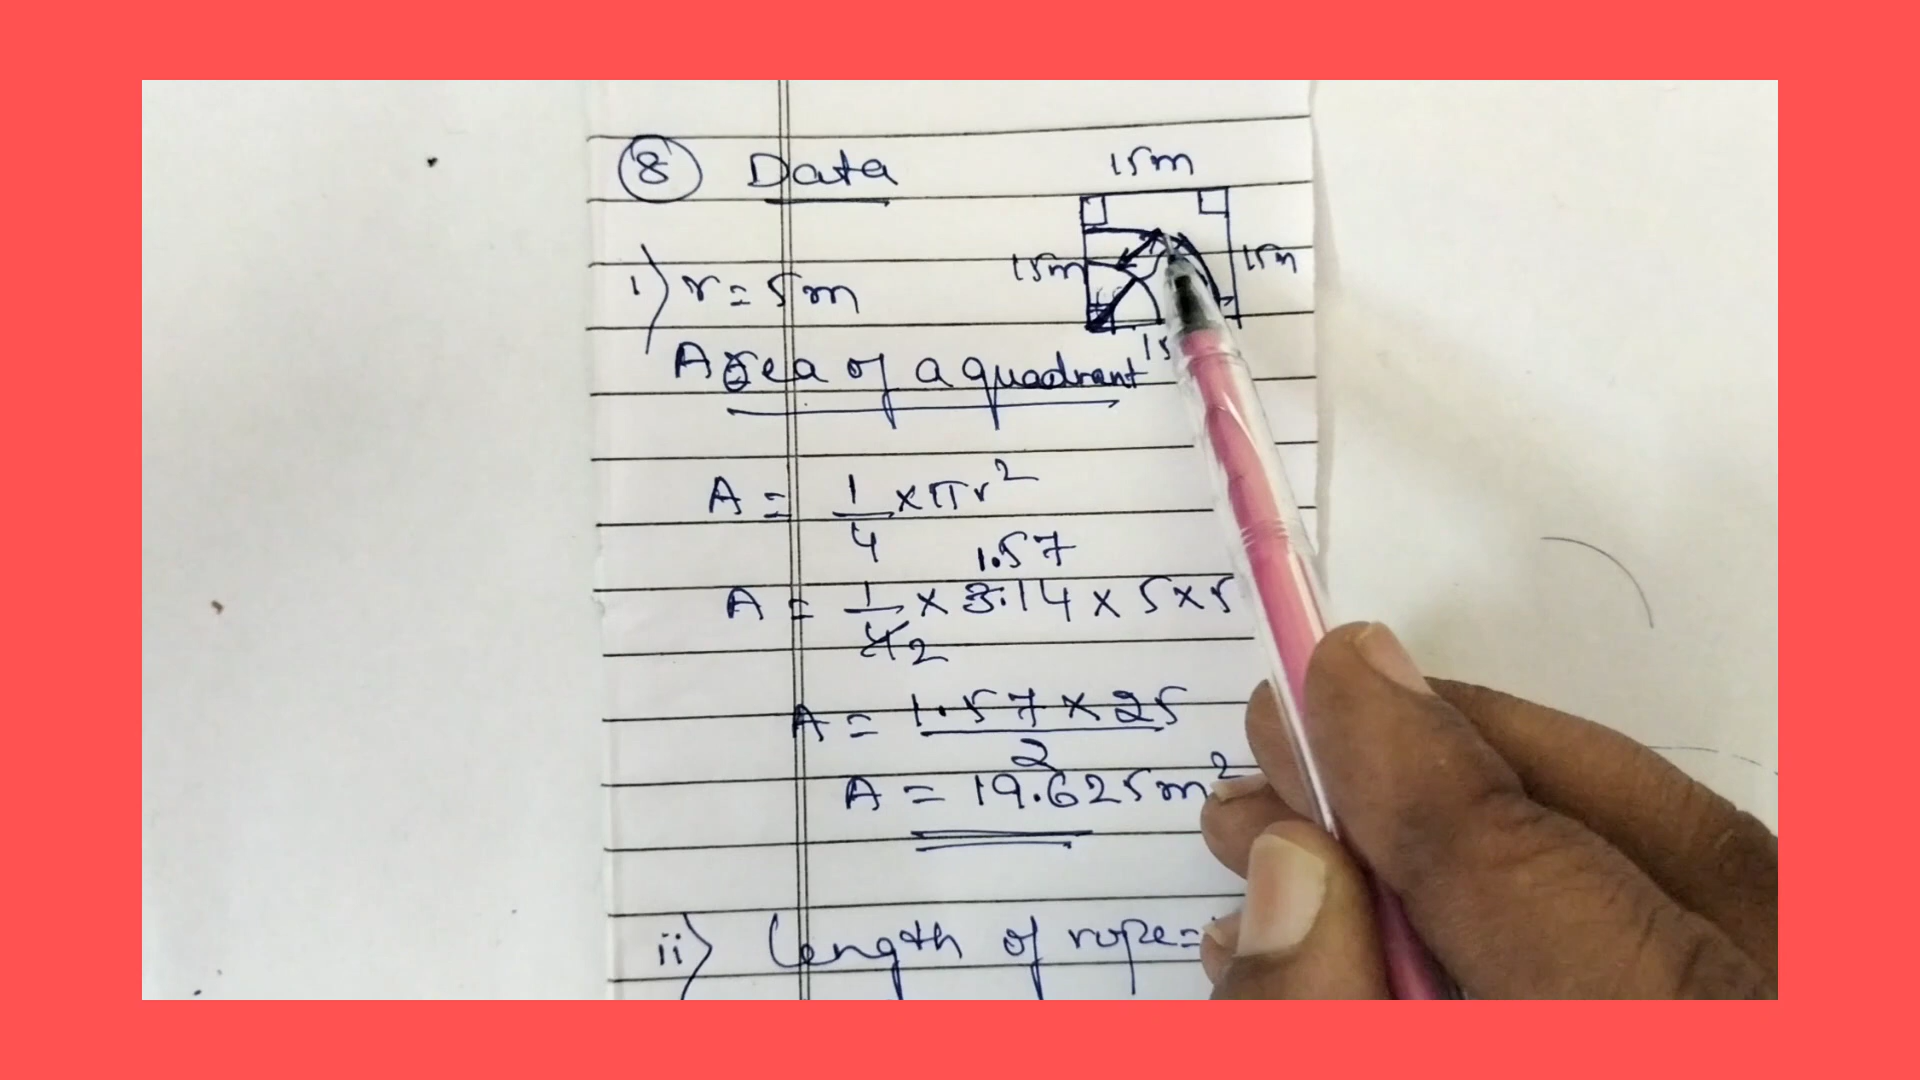 8 Data
15m
15m
15m
i) r = 5m
15
Area of a quadrant
A = 1/4 × πr²
1.57
A = 1/4 × 3.14 × 5×5
2
A = 1.57 × 25 / 2
A = 19.625m²
ii) length of rope=